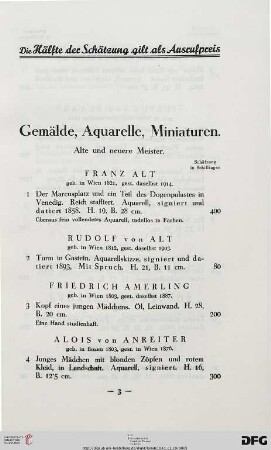 Die Hälfte der Schätzung gilt als Ausrufpreis
Gemälde, Aquarelle, Miniaturen.
Alte und neuere Meister.
Schätzung
in Schillingen
FRANZ ALT
geb. in Wien 1821, gest. daselbst 1914.
1 Der Marcusplatz und ein Teil des Dogenpalastes in
Venedig. Reich staffiert. Aquarell, signiert und
datiert 1858. H. 19, B. 28 cm. 400
Überaus fein vollendetes Aquarell, tadellos in Farben.
RUDOLF von ALT
geb. in Wien 1812, gest. daselbst 1905.
2 Turm in Gastein. Aquarellskizze, signiert und da-
tiert 1893, Mit Spruch. H. 21, B. 11 cm. 80
FRIEDRICH AMERLING
geb. in Wien 1803, gest. daselbst 1887.
3 Kopf eines jungen Mädchens. Öl, Leinwand. H. 28,
B. 20 cm. 200
Eine Hand studienhaft.
ALOIS von ANREITER
geb. in Bozen 1803, gest. in Wien 1876.
4 Junges Mädchen mit blonden Zöpfen und rotem
Kleid, in Landschaft. Aquarell, signiert. H. 16,
B. 12'5 cm. 300
— 3 —
DFG